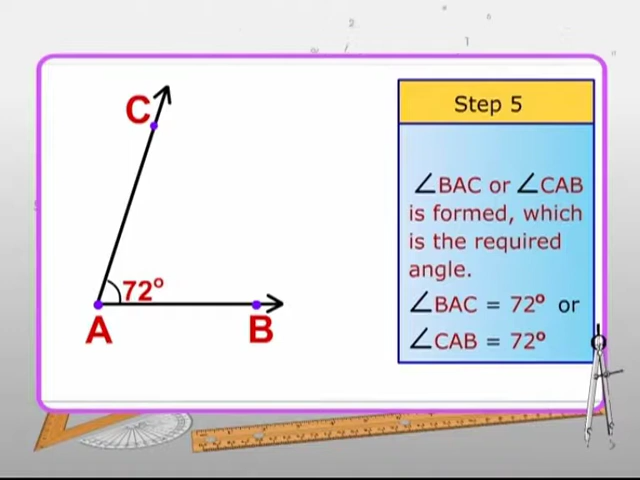 C
72°
A
B
Step 5
∠BAC or ∠CAB
is formed, which
is the required
angle.
∠BAC = 72° or
∠CAB = 72°